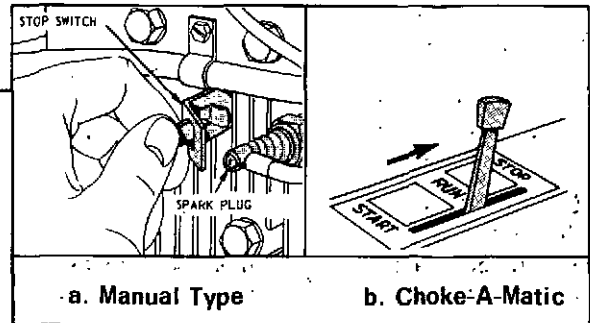 STOP SWITCH
SPARK PLUG
START
RUN
STOP
a. Manual Type
b. Choke-A-Matic